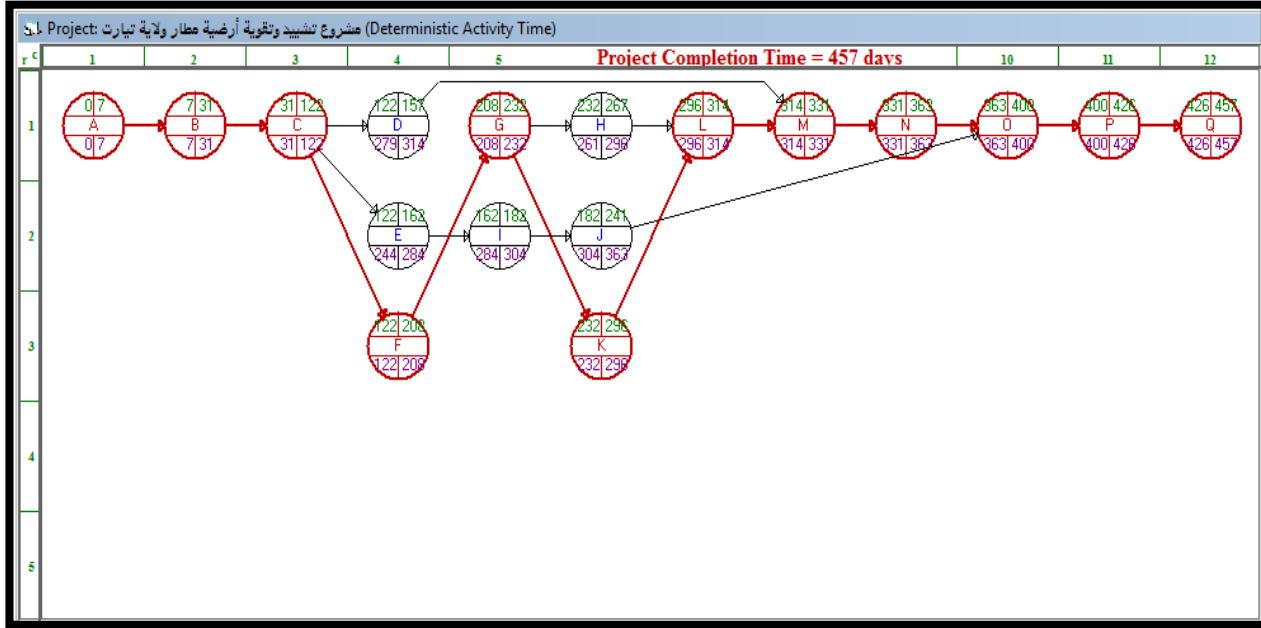 Project: مشروع تشييد وتقوية أرضية مطار ولاية تيارت (Deterministic Activity Time)
r c 1 2 3 4 5 Project Completion Time = 457 days 10 11 12
0 7 7 31 31 122 122 157 208 232 232 267 296 314 314 331 331 363 363 400 400 426 426 457
1 A B C D G H L M N O P Q
0 7 7 31 31 122 279 314 208 232 261 296 296 314 314 331 331 363 363 400 400 426 426 457
122 162 162 182 182 241
2 E I J
244 284 284 304 304 363
122 208 232 296
3 F K
122 208 232 296
4
5